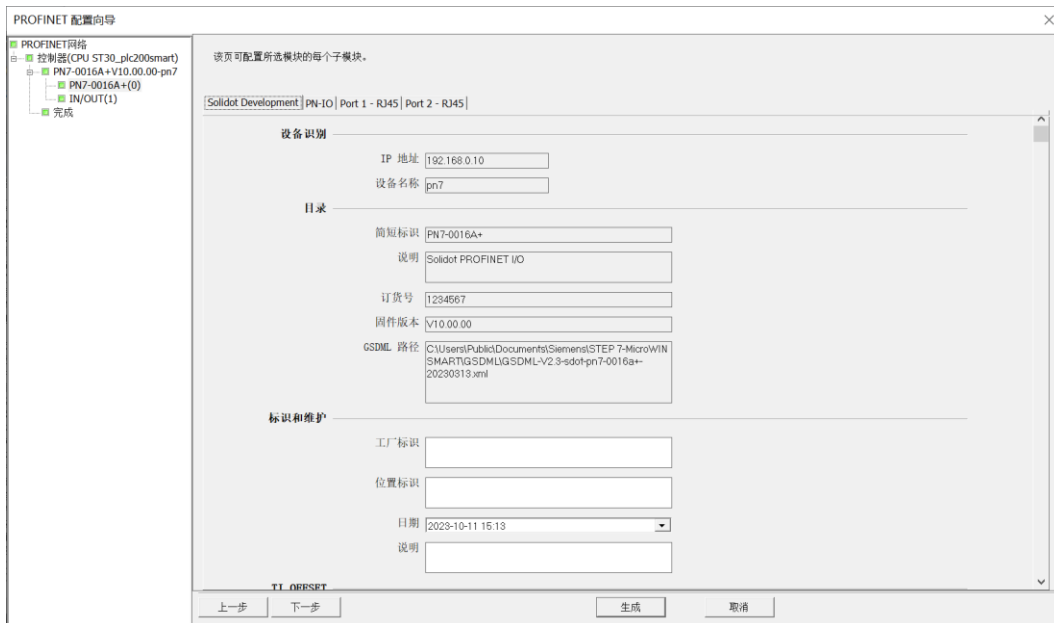 PROFINET 配置向导
PROFINET网络
控制器(CPU ST30_plc200smart)
PN7-0016A+V10.00.00-pn7
PN7-0016A+(0)
IN/OUT(1)
完成
该页可配置所选模块的每个子模块。
Solidot Development PN-IO Port 1 - RJ45 Port 2 - RJ45
设备识别
IP 地址 192.168.0.10
设备名称 pn7
目录
简短标识 PN7-0016A+
说明 Solidot PROFINET I/O
订货号 1234567
固件版本 V10.00.00
GSDML 路径 C:\Users\Public\Documents\Siemens\STEP 7-MicroWIN
SMART\GSDML\GSDML-V2.3-sdot-pn7-0016a+-
20230313.xml
标识和维护
工厂标识
位置标识
日期 2023-10-11 15:13
说明
TI OFFSET
上一步 下一步 生成 取消